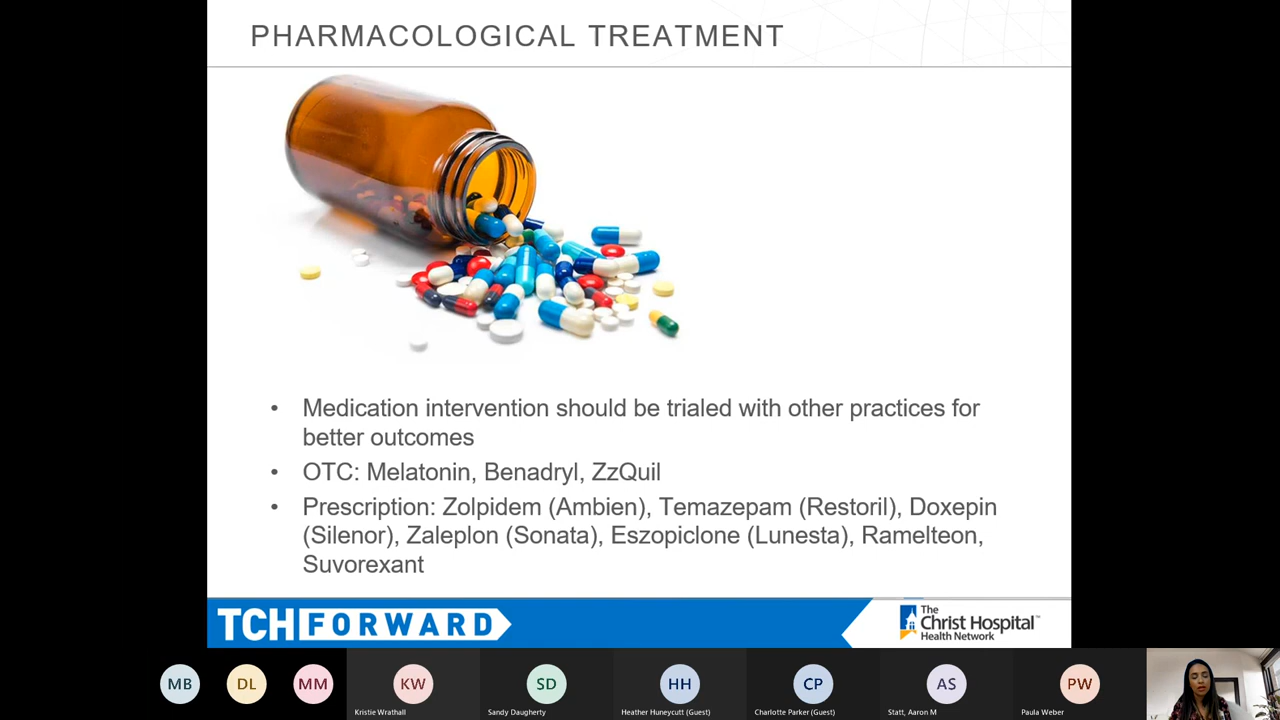 PHARMACOLOGICAL TREATMENT
• Medication intervention should be trialed with other practices for
better outcomes
• OTC: Melatonin, Benadryl, ZzQuil
• Prescription: Zolpidem (Ambien), Temazepam (Restoril), Doxepin
(Silenor), Zaleplon (Sonata), Eszopiclone (Lunesta), Ramelteon,
Suvorexant
TCH FORWARD
The
Christ Hospital™
Health Network
MB
DL
MM
KW
SD
HH
CP
AS
PW
Kristie Wrathall
Sandy Daugherty
Heather Huneycutt (Guest)
Charlotte Parker (Guest)
Statt, Aaron M
Paula Weber